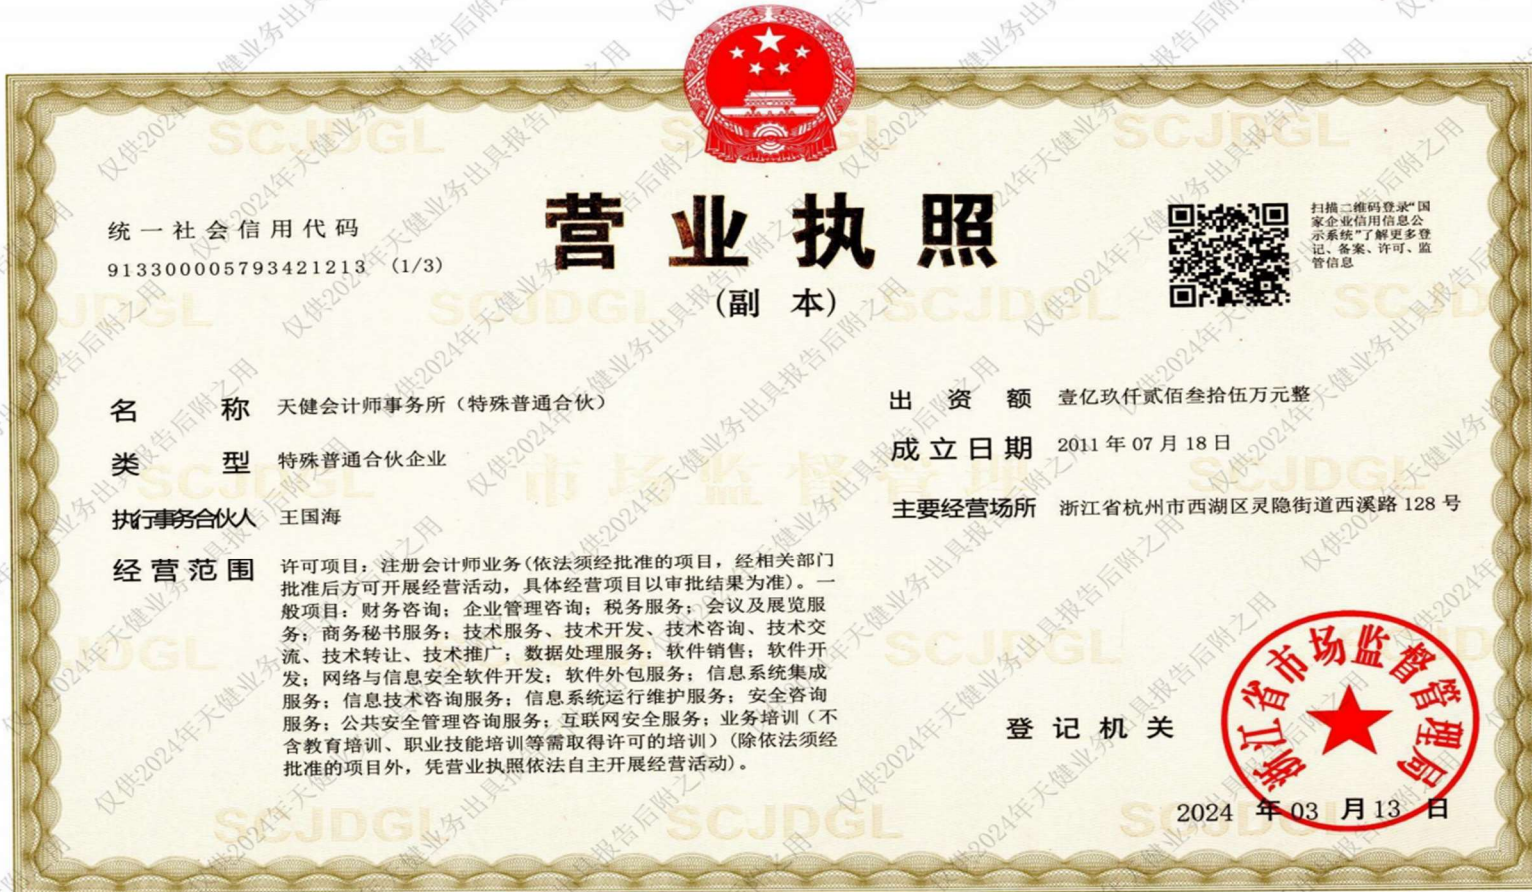 营业执照
（副本）
统一社会信用代码
913300005793421213 (1/3)
扫描二维码登录“国
家企业信用信息公
示系统”了解更多登
记、备案、许可、监
管信息
名称 天健会计师事务所（特殊普通合伙）
类型 特殊普通合伙企业
执行事务合伙人 王国海
经营范围 许可项目：注册会计师业务(依法须经批准的项目，经相关部门
批准后方可开展经营活动，具体经营项目以审批结果为准)。一
般项目：财务咨询；企业管理咨询；税务服务；会议及展览服
务；商务秘书服务；技术服务、技术开发、技术咨询、技术交
流、技术转让、技术推广；数据处理服务；软件销售；软件开
发；网络与信息安全软件开发；软件外包服务；信息系统集成
服务；信息技术咨询服务；信息系统运行维护服务；安全咨询
服务；公共安全管理咨询服务；互联网安全服务；业务培训（不
含教育培训、职业技能培训等需取得许可的培训）(除依法须经
批准的项目外，凭营业执照依法自主开展经营活动)。
出资额 壹亿玖仟贰佰叁拾伍万元整
成立日期 2011年07月18日
主要经营场所 浙江省杭州市西湖区灵隐街道西溪路128号
登记机关
浙江省市场监督管理局
2024年03月13日
SCJDGL
市场监督管理
仅供2024年天健业务出具报告后附之用